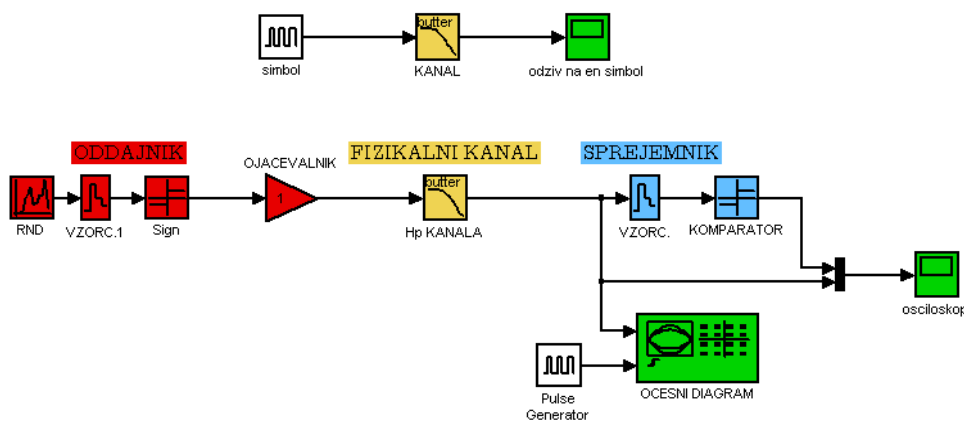 butter
simbol
KANAL
odziv na en simbol
ODDAJNIK
FIZIKALNI KANAL
SPREJEMNIK
OJACEVALNIK
1
butter
RND
VZORC.1
Sign
Hp KANALA
VZORC.
KOMPARATOR
osciloskop
Pulse
Generator
OCESNI DIAGRAM